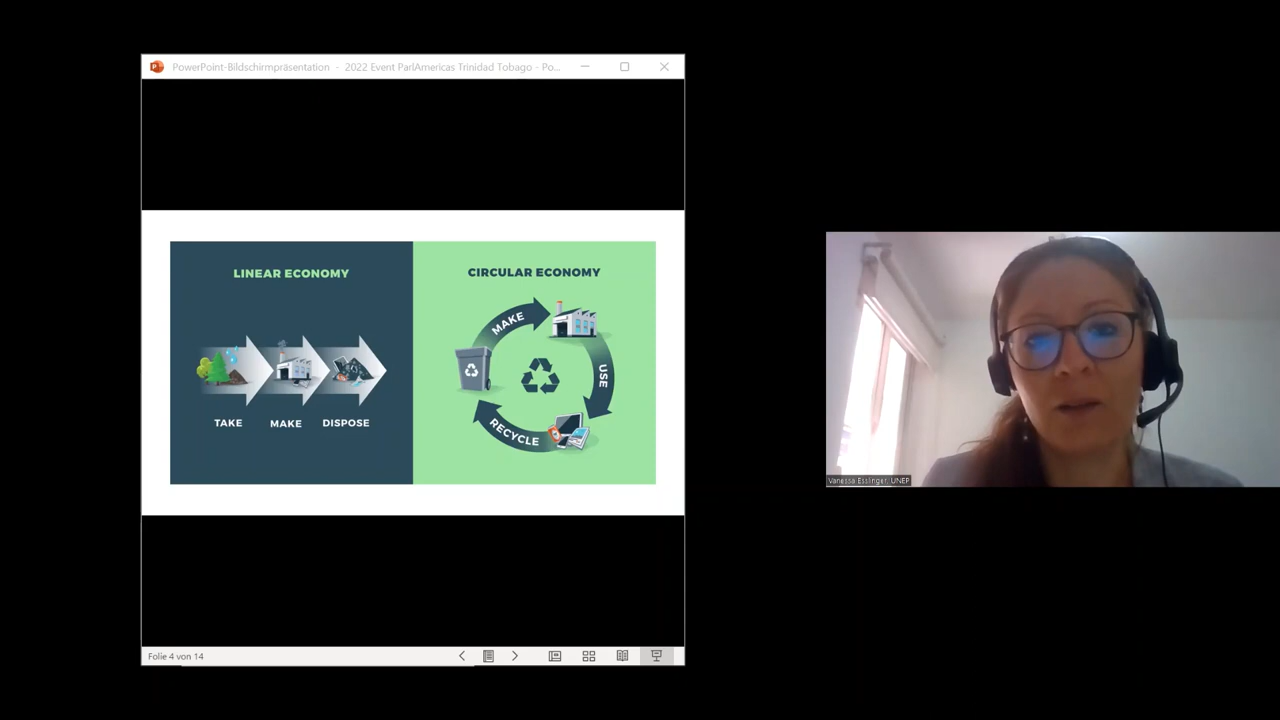 PowerPoint-Bildschirmpräsentation - 2022 Event ParlAmericas Trinidad Tobago - Po...
LINEAR ECONOMY
TAKE
MAKE
DISPOSE
CIRCULAR ECONOMY
MAKE
USE
RECYCLE
Vanessa Esslinger, UNEP
Folie 4 von 14